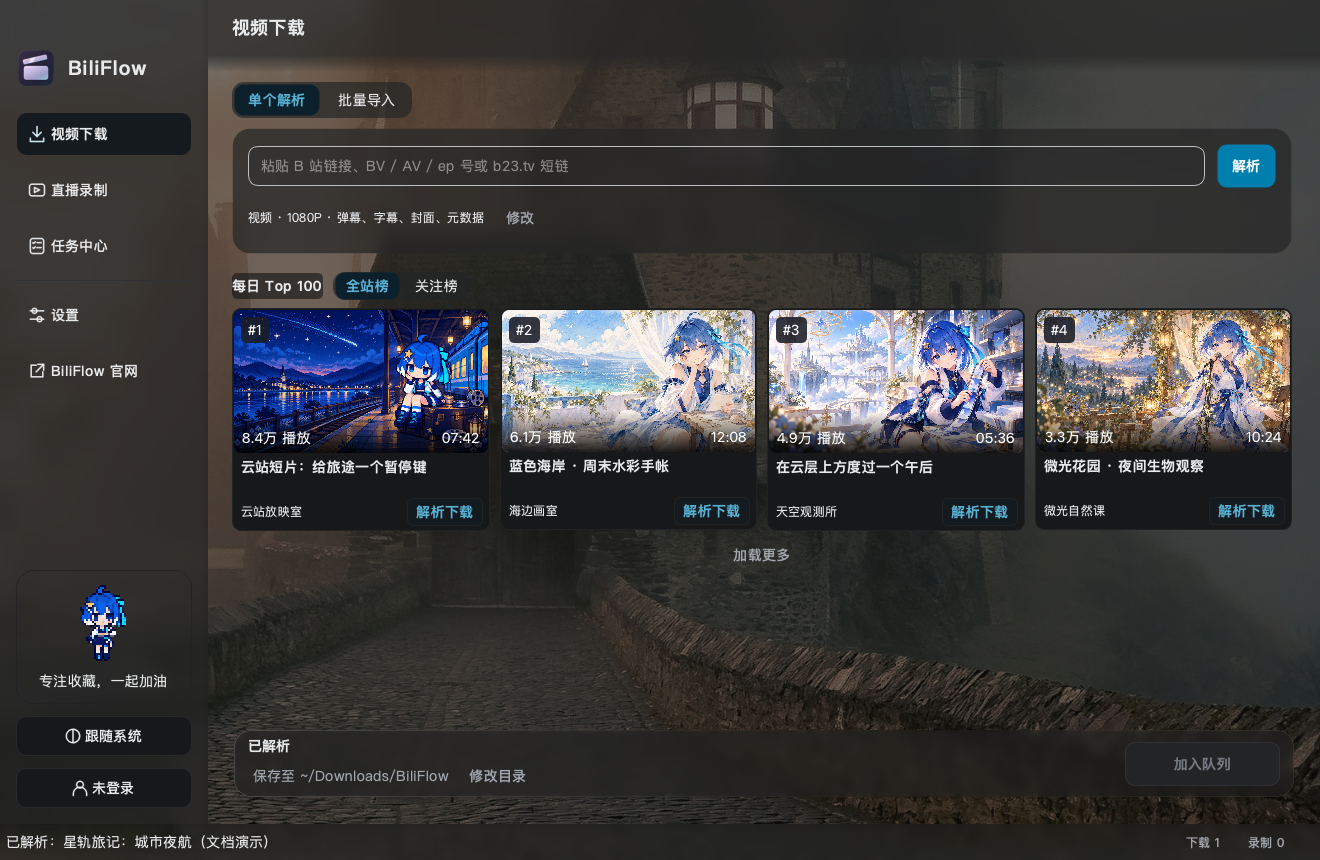 视频下载
BiliFlow
视频下载
直播录制
任务中心
设置
BiliFlow 官网
专注收藏，一起加油
跟随系统
未登录
单个解析 批量导入
粘贴 B 站链接、BV / AV / ep 号或 b23.tv 短链 解析
视频 · 1080P · 弹幕、字幕、封面、元数据 修改
每日 Top 100 全站榜 关注榜
#1
8.4万 播放 07:42
云站短片：给旅途一个暂停键
云站放映室 解析下载
#2
6.1万 播放 12:08
蓝色海岸 · 周末水彩手帐
海边画室 解析下载
#3
4.9万 播放 05:36
在云层上方度过一个午后
天空观测所 解析下载
#4
3.3万 播放 10:24
微光花园 · 夜间生物观察
微光自然课 解析下载
加载更多
已解析
保存至 ~/Downloads/BiliFlow 修改目录
加入队列
已解析：星轨旅记：城市夜航（文档演示） 下载 1 录制 0